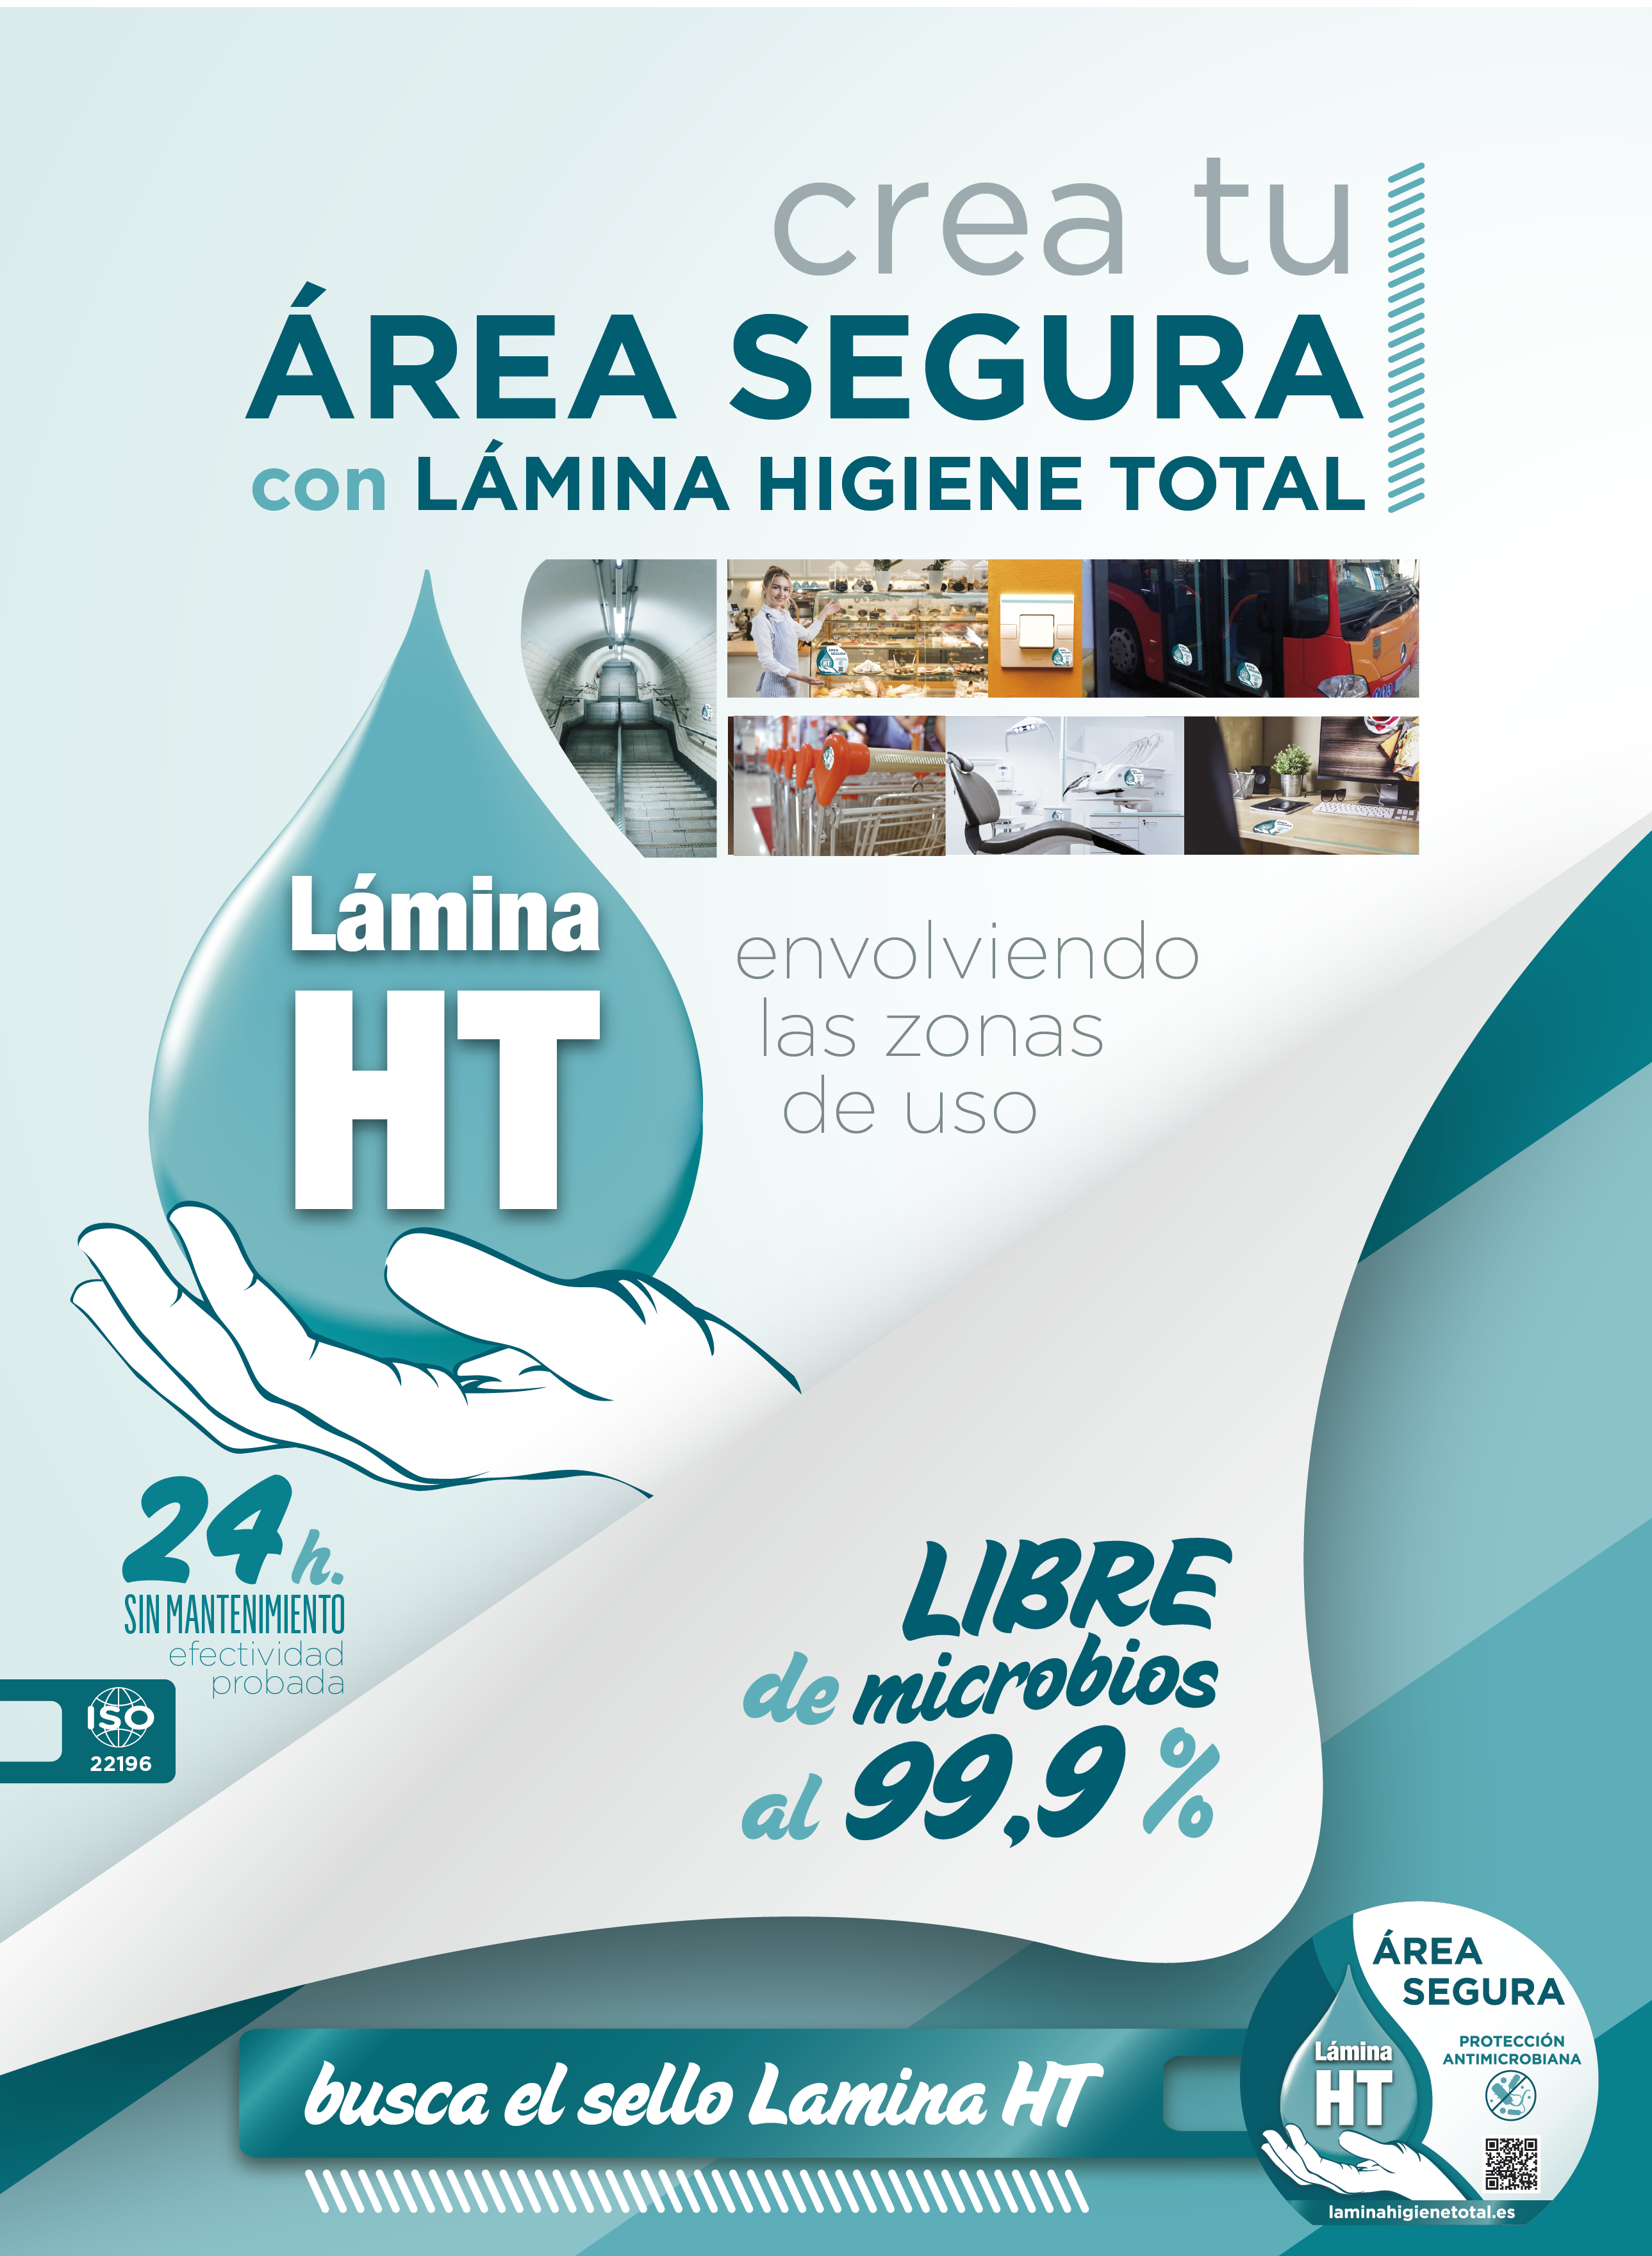 crea tu
ÁREA SEGURA
con LÁMINA HIGIENE TOTAL
Lámina
HT
envolviendo
las zonas
de uso
24 h.
SIN MANTENIMIENTO
efectividad
probada
ISO
22196
LIBRE
de microbios
al 99,9 %
busca el sello Lamina HT
ÁREA
SEGURA
PROTECCIÓN
ANTIMICROBIANA
Lámina
HT
laminahigienetotal.es